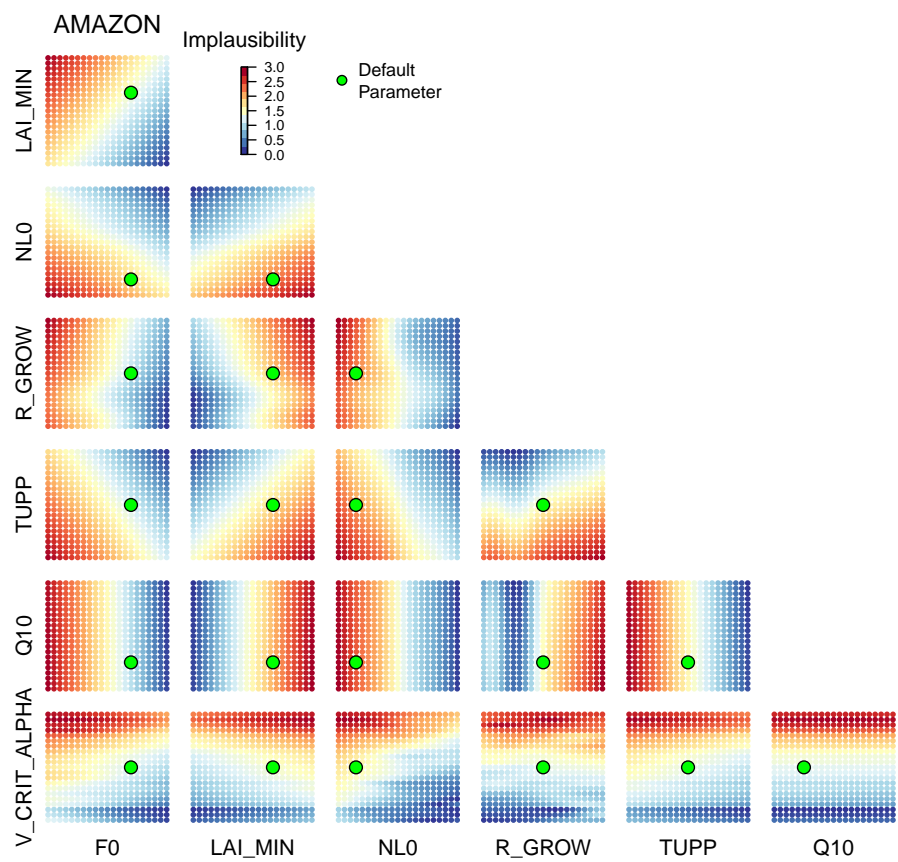 AMAZON
Implausibility
3.0
2.5
2.0
1.5
1.0
0.5
0.0
Default
Parameter
LAI_MIN
NL0
R_GROW
TUPP
Q10
V_CRIT_ALPHA
F0
LAI_MIN
NL0
R_GROW
TUPP
Q10